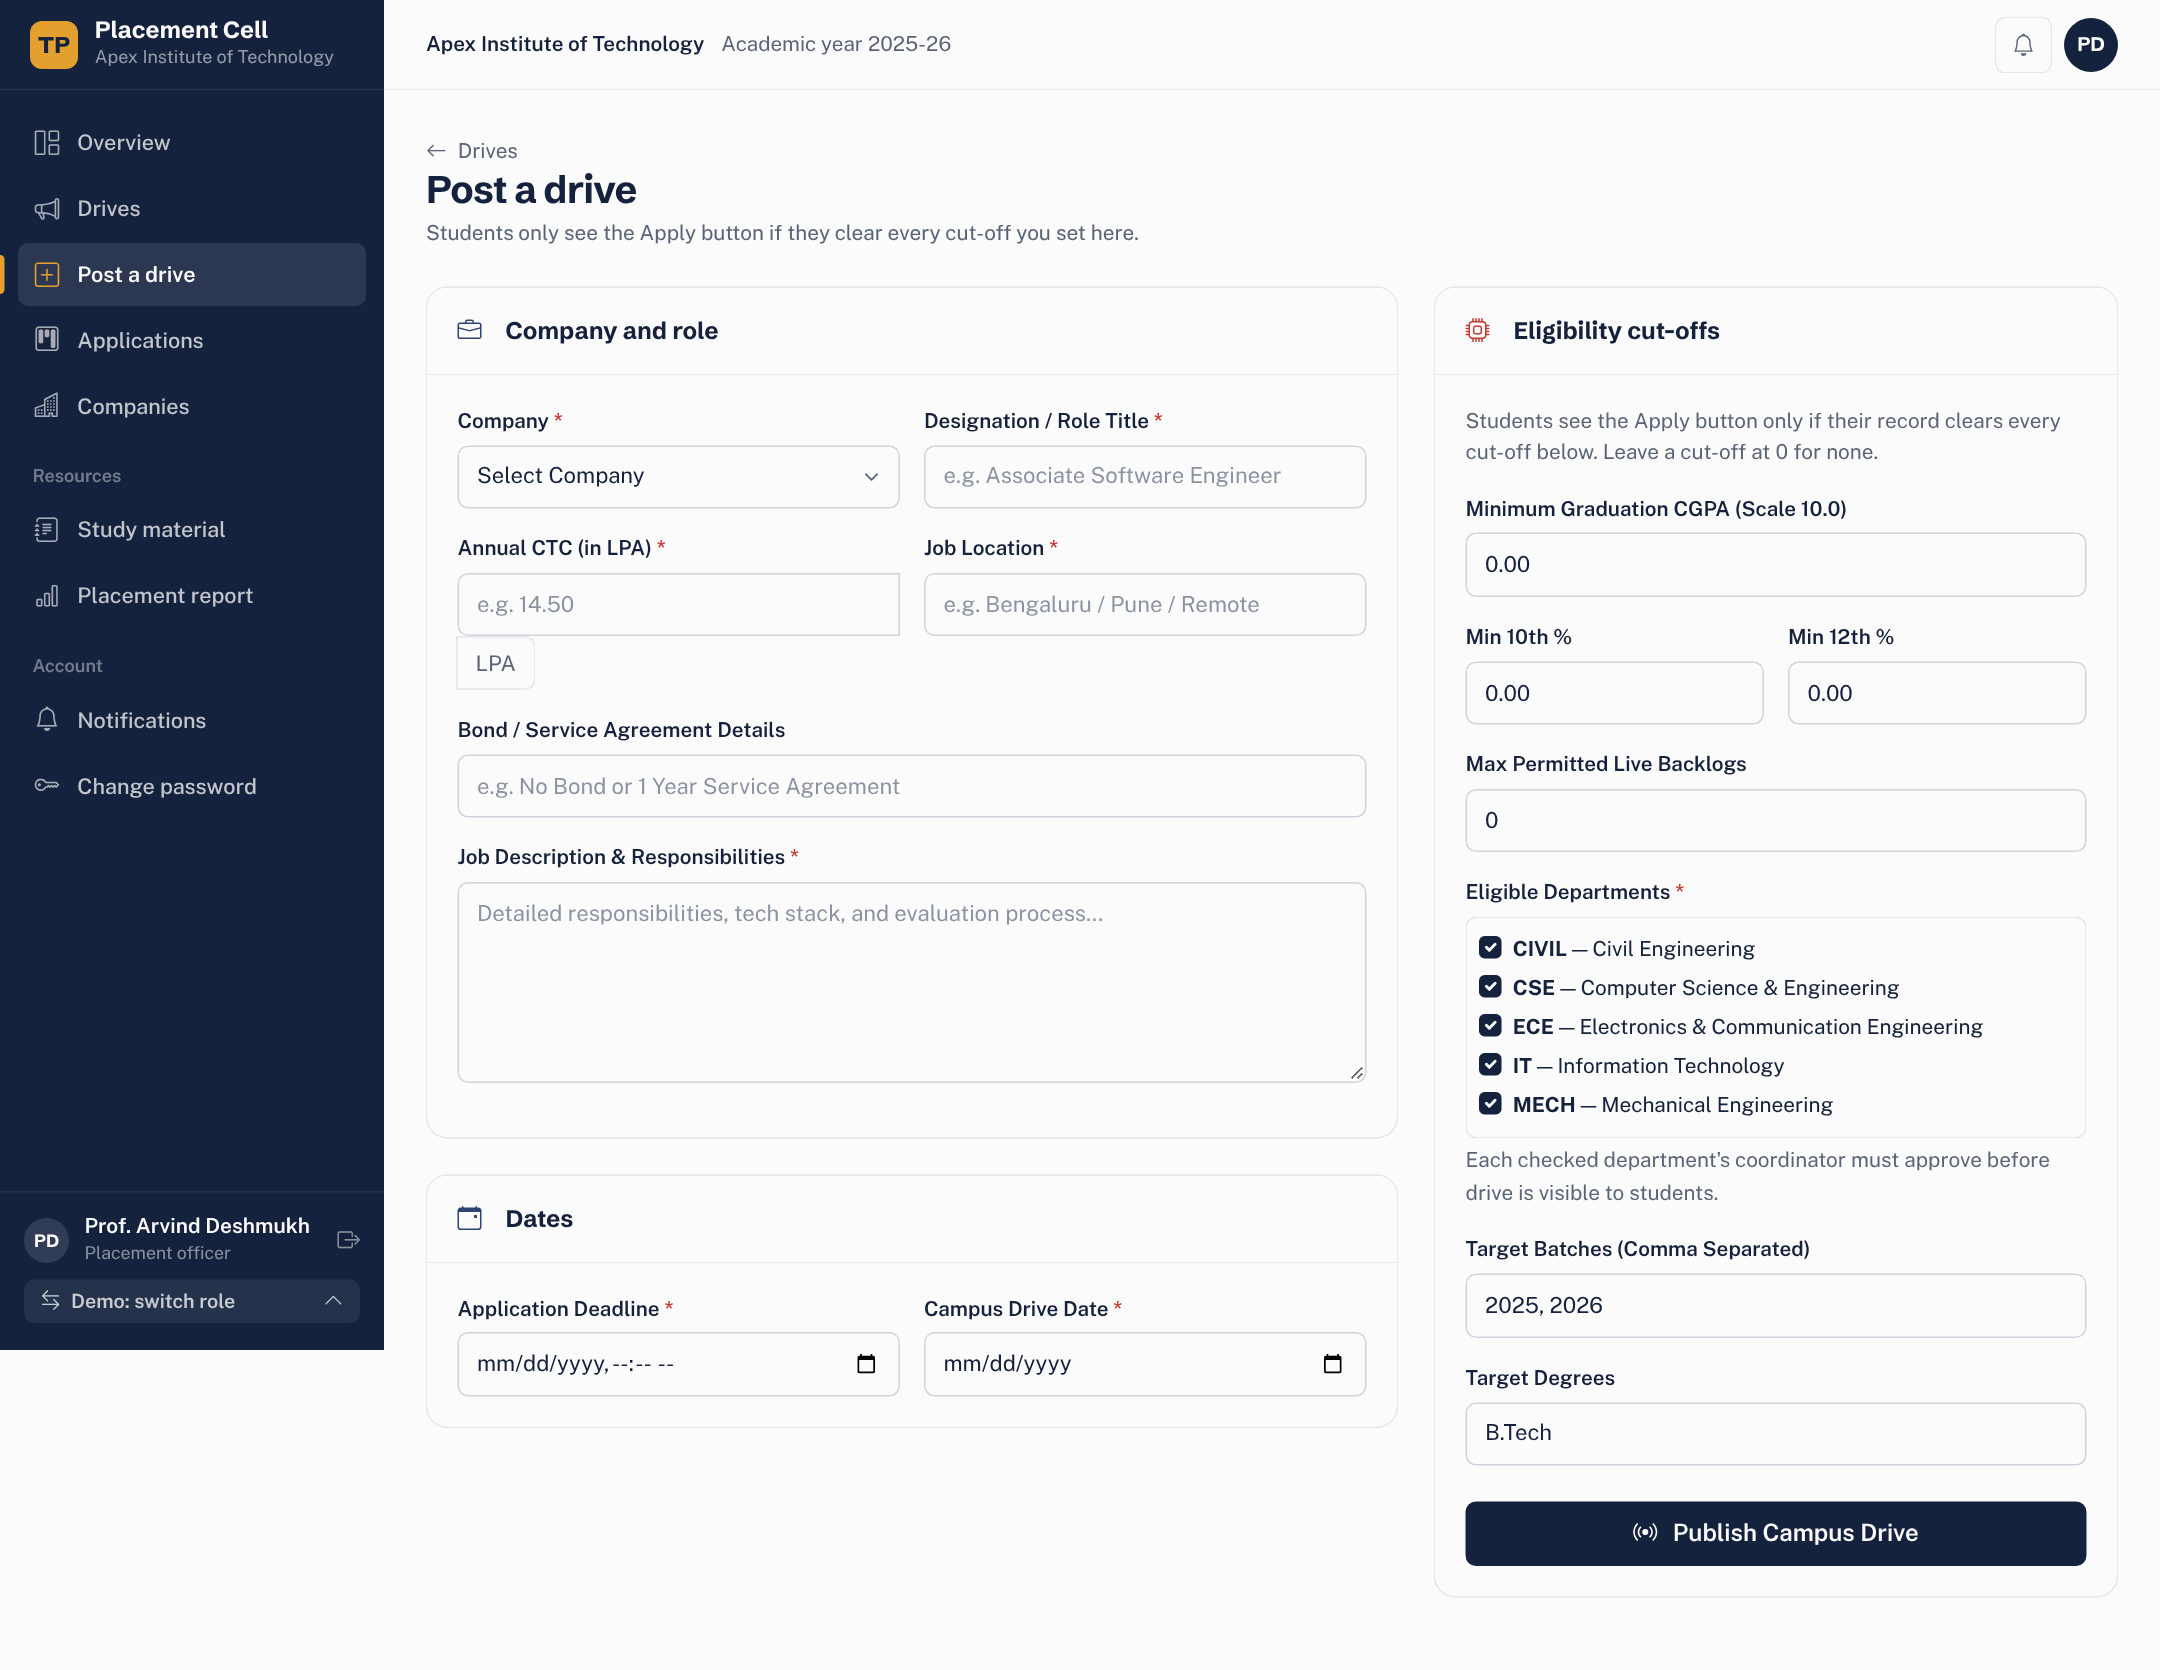 TP
Placement Cell
Apex Institute of Technology
Overview
Drives
Post a drive
Applications
Companies
Resources
Study material
Placement report
Account
Notifications
Change password
PD
Prof. Arvind Deshmukh
Placement officer
Demo: switch role
Apex Institute of Technology Academic year 2025-26
PD
← Drives
Post a drive
Students only see the Apply button if they clear every cut-off you set here.
Company and role
Company *
Select Company
Designation / Role Title *
e.g. Associate Software Engineer
Annual CTC (in LPA) *
e.g. 14.50
LPA
Job Location *
e.g. Bengaluru / Pune / Remote
Bond / Service Agreement Details
e.g. No Bond or 1 Year Service Agreement
Job Description & Responsibilities *
Detailed responsibilities, tech stack, and evaluation process...
Dates
Application Deadline *
mm/dd/yyyy, --:-- --
Campus Drive Date *
mm/dd/yyyy
Eligibility cut-offs
Students see the Apply button only if their record clears every
cut-off below. Leave a cut-off at 0 for none.
Minimum Graduation CGPA (Scale 10.0)
0.00
Min 10th %
0.00
Min 12th %
0.00
Max Permitted Live Backlogs
0
Eligible Departments *
CIVIL — Civil Engineering
CSE — Computer Science & Engineering
ECE — Electronics & Communication Engineering
IT — Information Technology
MECH — Mechanical Engineering
Each checked department's coordinator must approve before
drive is visible to students.
Target Batches (Comma Separated)
2025, 2026
Target Degrees
B.Tech
Publish Campus Drive